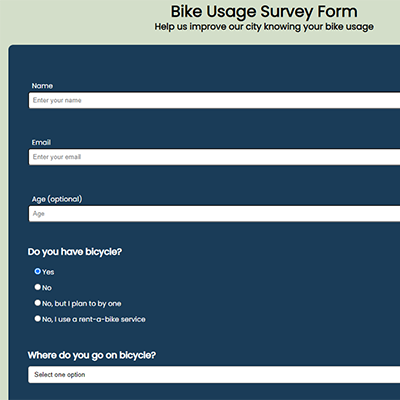 Bike Usage Survey Form
Help us improve our city knowing your bike usage
Name
Enter your name
Email
Enter your email
Age (optional)
Age
Do you have bicycle?
Yes
No
No, but I plan to by one
No, I use a rent-a-bike service
Where do you go on bicycle?
Select one option